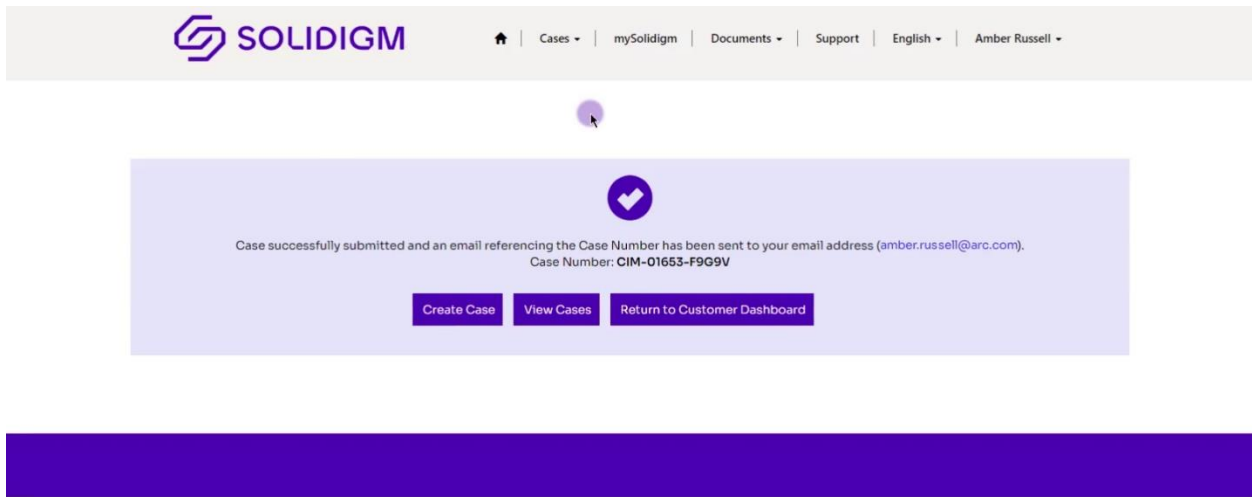 SOLIDIGM
Cases | mySolidigm | Documents | Support | English | Amber Russell
Case successfully submitted and an email referencing the Case Number has been sent to your email address (amber.russell@arc.com).
Case Number: CIM-01653-F9G9V
Create Case View Cases Return to Customer Dashboard